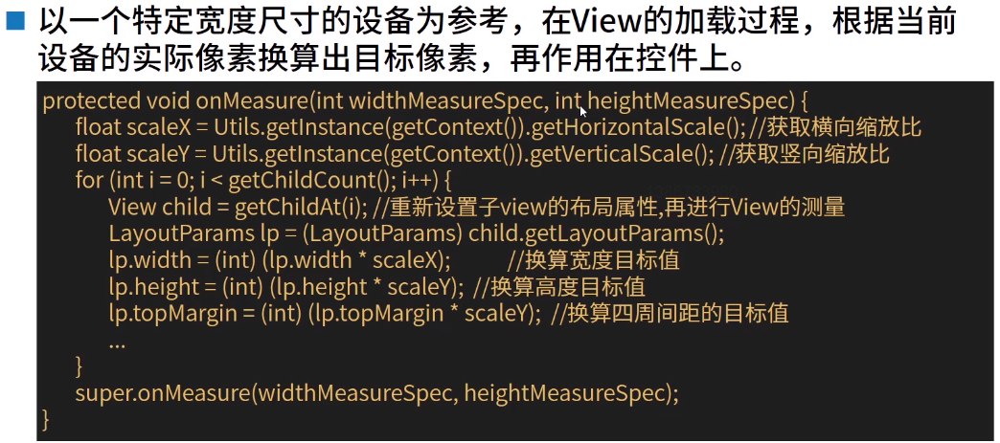 以一个特定宽度尺寸的设备为参考，在View的加载过程，根据当前
设备的实际像素换算出目标像素，再作用在控件上。
protected void onMeasure(int widthMeasureSpec, int heightMeasureSpec) {
float scaleX = Utils.getInstance(getContext()).getHorizontalScale(); //获取横向缩放比
float scaleY = Utils.getInstance(getContext()).getVerticalScale(); //获取竖向缩放比
for (int i = 0; i < getChildCount(); i++) {
View child = getChildAt(i); //重新设置子view的布局属性,再进行View的测量
LayoutParams lp = (LayoutParams) child.getLayoutParams();
lp.width = (int) (lp.width * scaleX); //换算宽度目标值
lp.height = (int) (lp.height * scaleY); //换算高度目标值
lp.topMargin = (int) (lp.topMargin * scaleY); //换算四周间距的目标值
...
}
super.onMeasure(widthMeasureSpec, heightMeasureSpec);
}